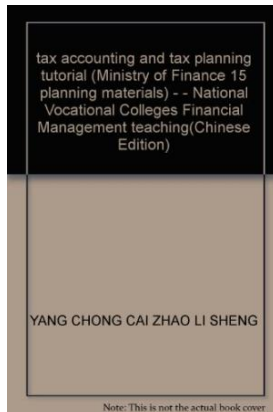 tax accounting and tax planning
tutorial (Ministry of Finance 15
planning materials) - - National
Vocational Colleges Financial
Management teaching(Chinese
Edition)
YANG CHONG CAI ZHAO LI SHENG
Note: This is not the actual book cover